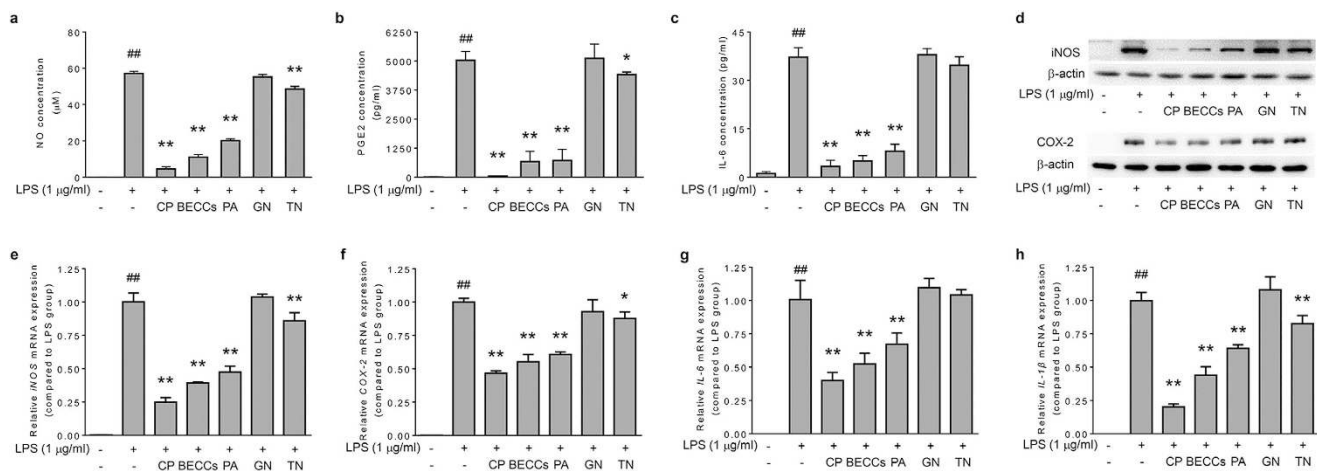 a
NO concentration
(μM)
80
60
40
20
0
##
**
**
**
**
LPS (1 μg/ml)
-
+
+
+
+
+
+
-
-
CP
BECCs
PA
GN
TN
b
PGE2 concentration
(pg/ml)
6250
5000
3750
2500
1250
0
##
**
**
**
*
LPS (1 μg/ml)
-
+
+
+
+
+
+
-
-
CP
BECCs
PA
GN
TN
c
IL-6 concentration (pg/ml)
45
30
15
0
##
**
**
**
LPS (1 μg/ml)
-
+
+
+
+
+
+
-
-
CP
BECCs
PA
GN
TN
d
iNOS
β-actin
LPS (1 μg/ml)
-
+
+
+
+
+
+
-
-
CP
BECCs
PA
GN
TN
COX-2
β-actin
LPS (1 μg/ml)
-
+
+
+
+
+
+
-
-
CP
BECCs
PA
GN
TN
e
Relative iNOS mRNA expression
(compared to LPS group)
1.25
1.00
0.75
0.50
0.25
0.00
##
**
**
**
**
LPS (1 μg/ml)
-
+
+
+
+
+
+
-
-
CP
BECCs
PA
GN
TN
f
Relative COX-2 mRNA expression
(compared to LPS group)
1.25
1.00
0.75
0.50
0.25
0.00
##
**
**
**
*
LPS (1 μg/ml)
-
+
+
+
+
+
+
-
-
CP
BECCs
PA
GN
TN
g
Relative IL-6 mRNA expression
(compared to LPS group)
1.25
1.00
0.75
0.50
0.25
0.00
##
**
**
**
LPS (1 μg/ml)
-
+
+
+
+
+
+
-
-
CP
BECCs
PA
GN
TN
h
Relative IL-1β mRNA expression
(compared to LPS group)
1.25
1.00
0.75
0.50
0.25
0.00
##
**
**
**
**
LPS (1 μg/ml)
-
+
+
+
+
+
+
-
-
CP
BECCs
PA
GN
TN